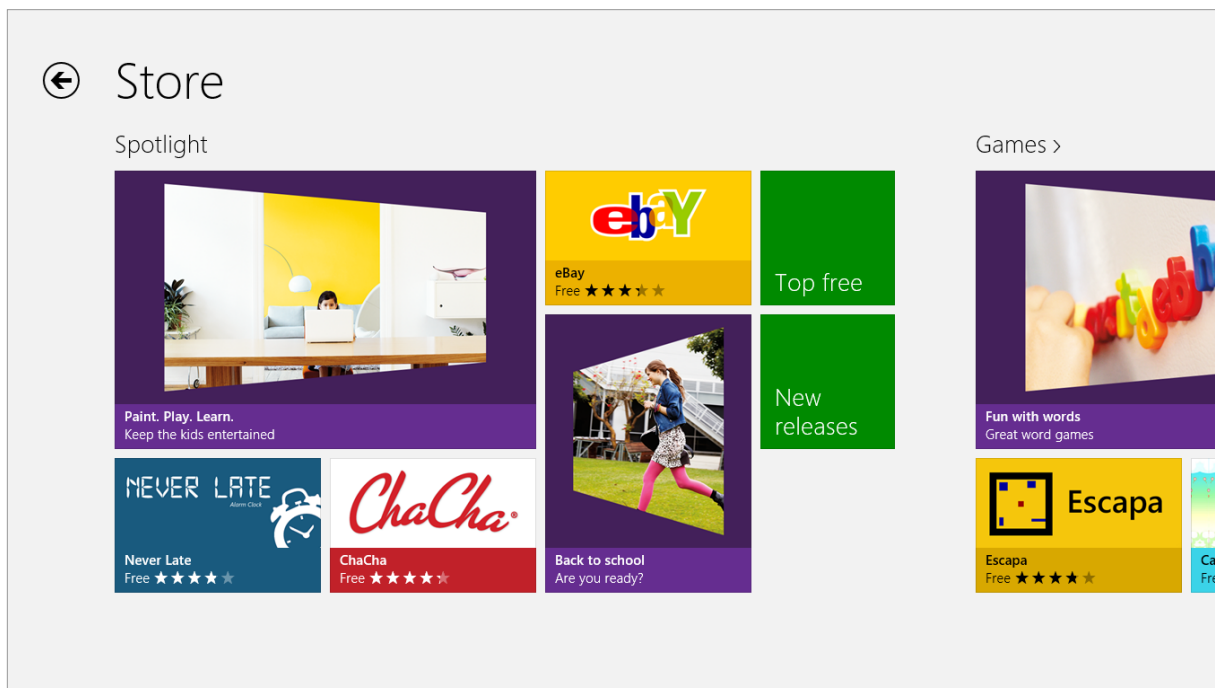 Store
Spotlight
Paint. Play. Learn.
Keep the kids entertained
ebaY
eBay
Free
Top free
New
releases
NEVER LATE
Alarm Clock
Never Late
Free
ChaCha®
ChaCha
Free
Back to school
Are you ready?
Games >
Fun with words
Great word games
Escapa
Escapa
Free